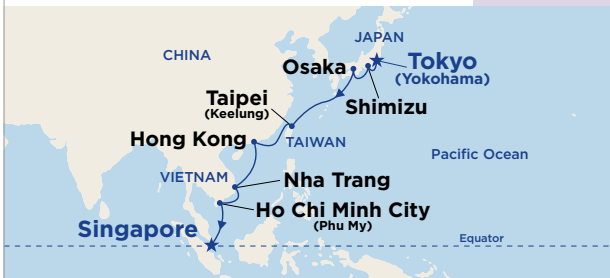 JAPAN
CHINA
Osaka
Tokyo
(Yokohama)
Taipei
(Keelung)
Shimizu
Hong Kong
TAIWAN
Pacific Ocean
VIETNAM
Nha Trang
Ho Chi Minh City
(Phu My)
Singapore
Equator